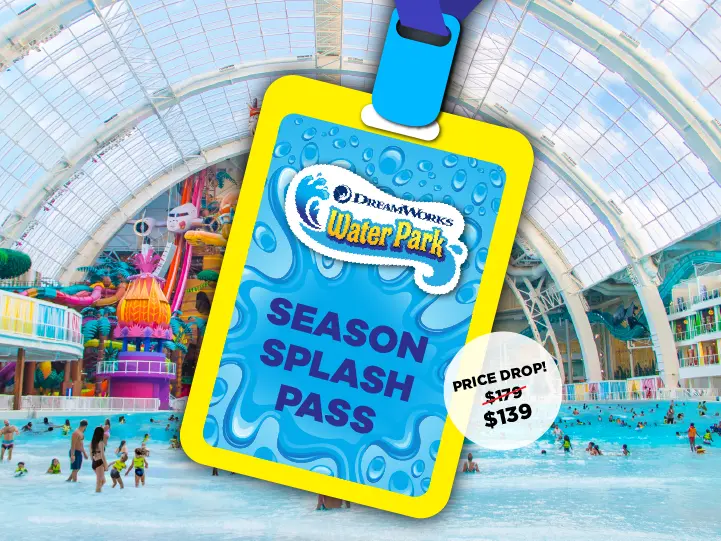 DREAMWORKS
Water Park
SEASON
SPLASH
PASS
PRICE DROP!
$179
$139